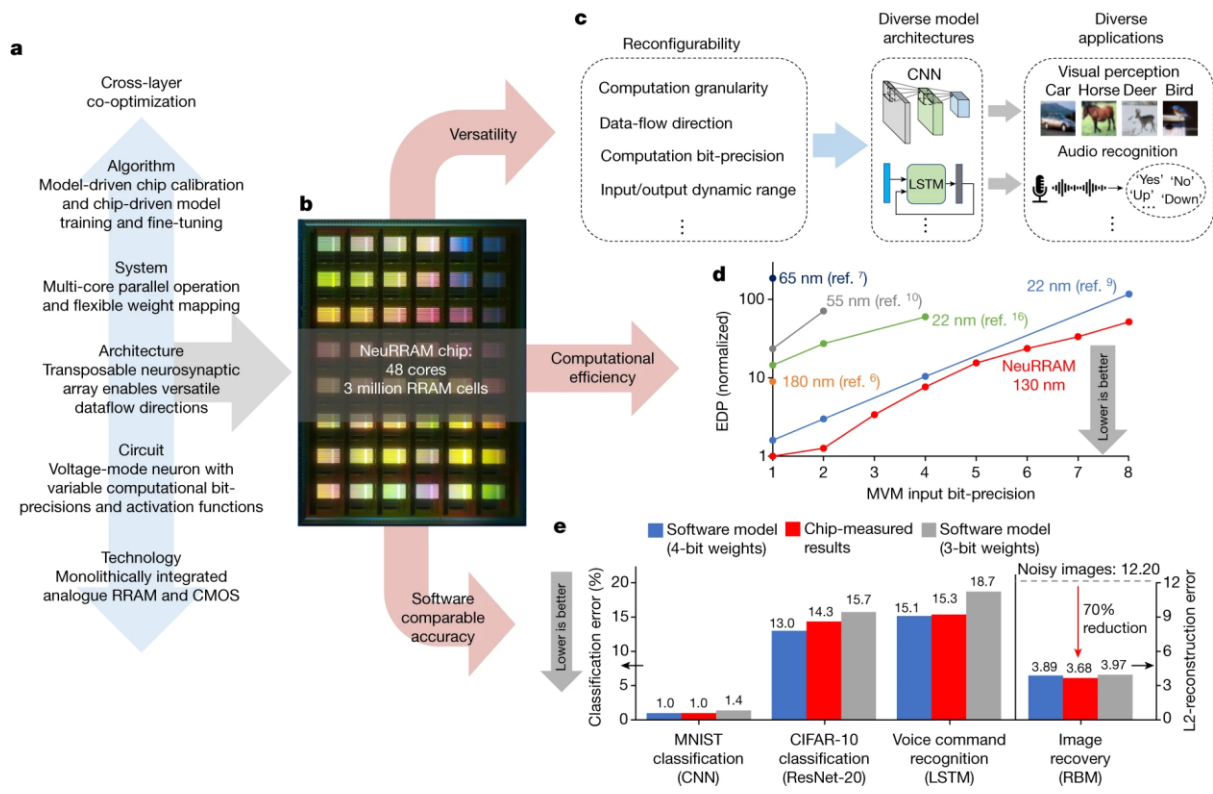 a
Cross-layer
co-optimization
Algorithm
Model-driven chip calibration
and chip-driven model
training and fine-tuning
System
Multi-core parallel operation
and flexible weight mapping
Architecture
Transposable neurosynaptic
array enables versatile
dataflow directions
Circuit
Voltage-mode neuron with
variable computational bit-
precisions and activation functions
Technology
Monolithically integrated
analogue RRAM and CMOS
b
NeuRRAM chip:
48 cores
3 million RRAM cells
Versatility
Computational
efficiency
Software
comparable
accuracy
c
Reconfigurability
Computation granularity
Data-flow direction
Computation bit-precision
Input/output dynamic range
⋮
Diverse model
architectures
CNN
LSTM
⋮
Diverse
applications
Visual perception
Car Horse Deer Bird
Audio recognition
Yes' 'No'
'Up' 'Down'
...
⋮
d
EDP (normalized)
100
10
1
65 nm (ref. 7)
55 nm (ref. 10)
22 nm (ref. 16)
180 nm (ref. 6)
22 nm (ref. 9)
NeuRRAM
130 nm
Lower is better
1 2 3 4 5 6 7 8
MVM input bit-precision
e
Software model
(4-bit weights)
Chip-measured
results
Software model
(3-bit weights)
Lower is better
Classification error (%)
20
15
10
5
0
1.0 1.0 1.4
13.0 14.3 15.7
15.1 15.3 18.7
Noisy images: 12.20
70%
reduction
3.89 3.68 3.97
12
9
6
3
0
L2-reconstruction error
MNIST
classification
(CNN)
CIFAR-10
classification
(ResNet-20)
Voice command
recognition
(LSTM)
Image
recovery
(RBM)